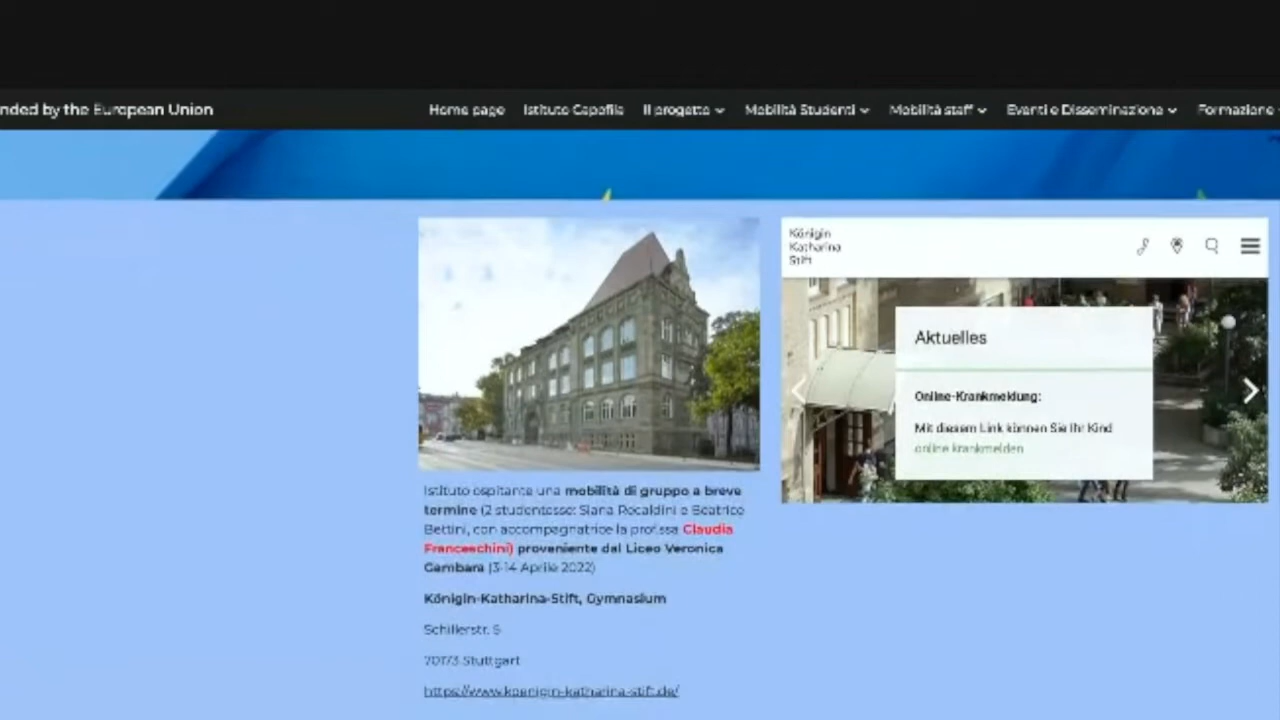 nded by the European Union
Home page Istituto Capofila Il progetto Mobilità Studenti Mobilità staff Eventi e Disseminazione Formazione
Istituto ospitante una mobilità di gruppo a breve
termine (2 studentesse: Siana Recaldini e Beatrice
Bettini, con accompagnatrice la prof.ssa Claudia
Franceschini) proveniente dal Liceo Veronica
Gambara (3-14 Aprile 2022)
Königin-Katharina-Stift, Gymnasium
Schillerstr. 5
70173 Stuttgart
https://www.koenigin-katharina-stift.de/
Königin
Katharina
Stift
Aktuelles
Online-Krankmeldung:
Mit diesem Link können Sie Ihr Kind
online krankmelden